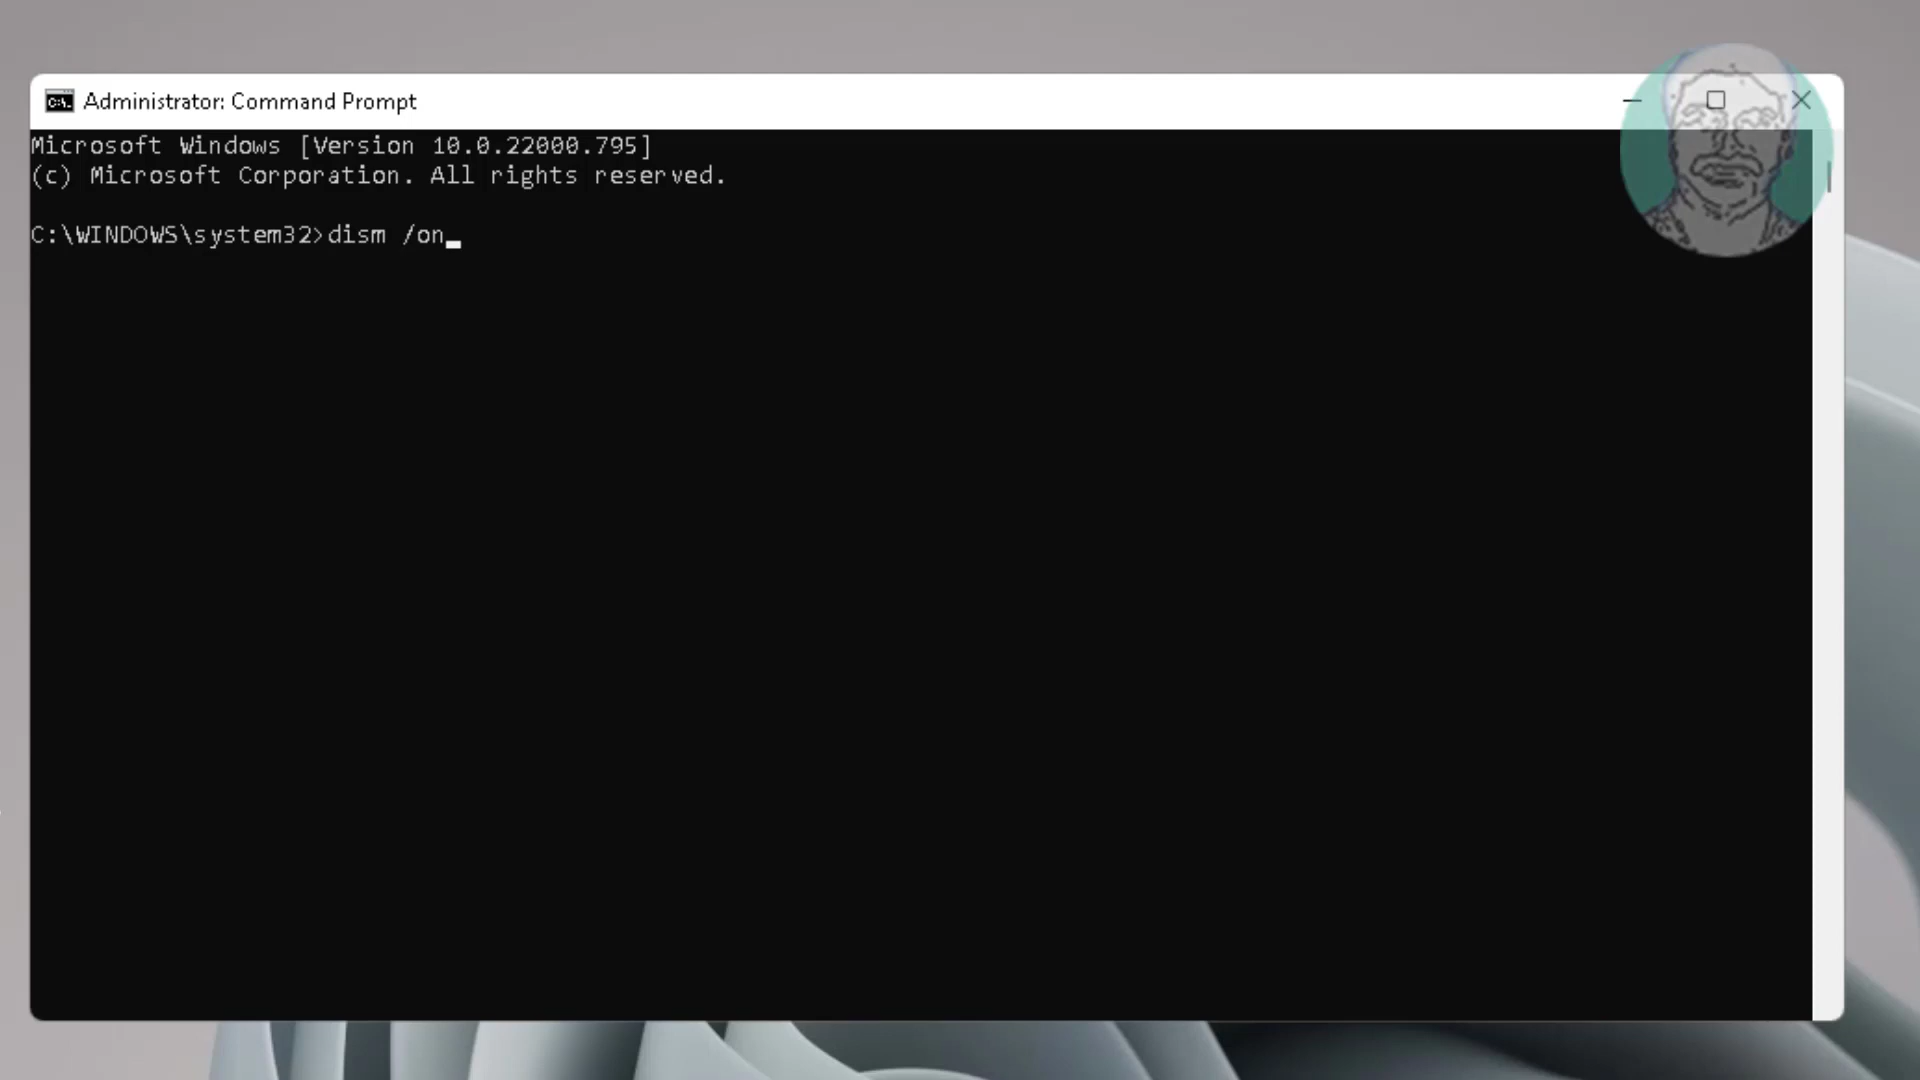 Administrator: Command Prompt
Microsoft Windows [Version 10.0.22000.795]
(c) Microsoft Corporation. All rights reserved.
C:\WINDOWS\system32>dism /on